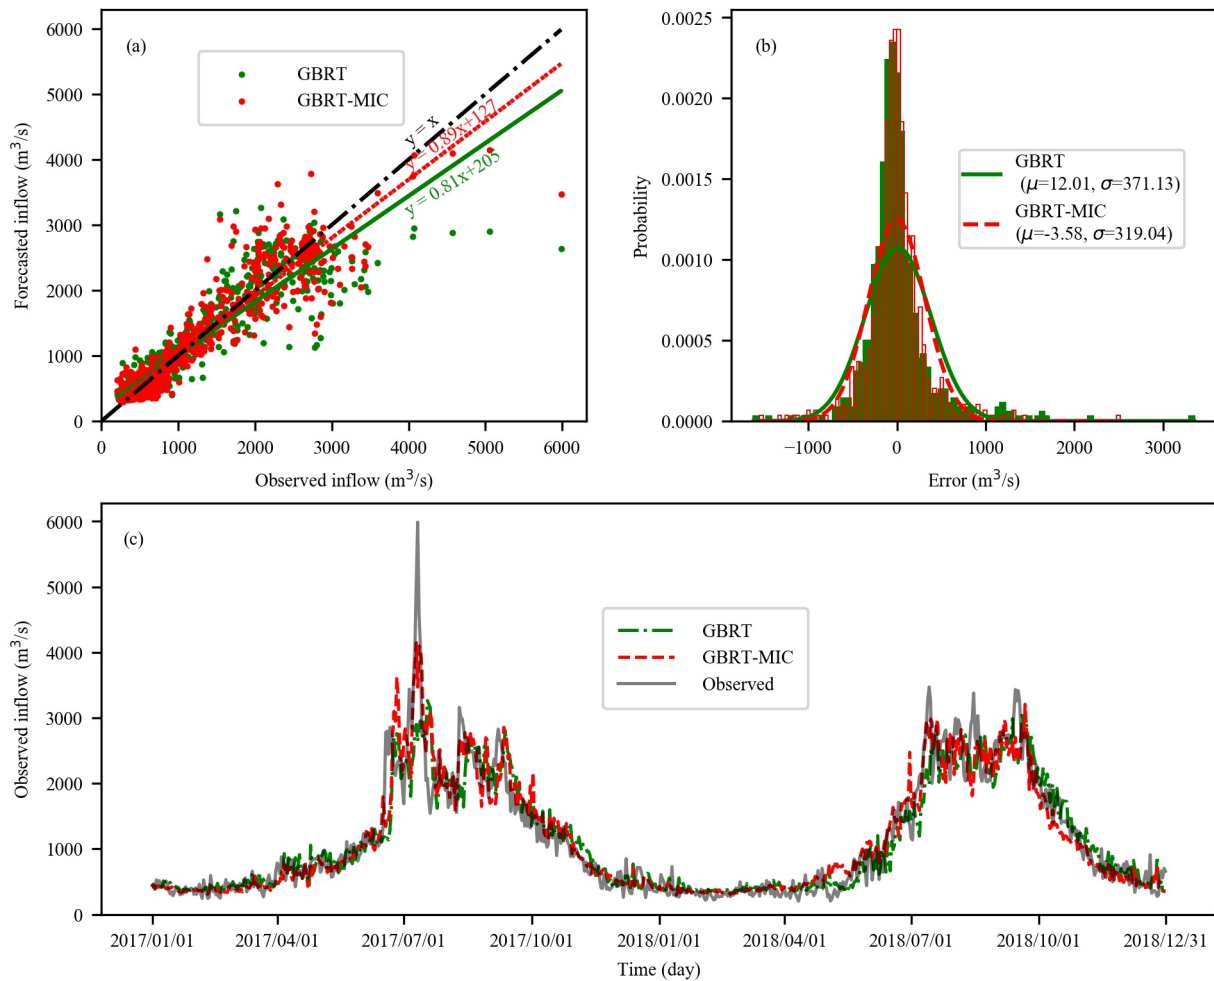 (a)
GBRT
GBRT-MIC
y = x
y = 0.89x+127
y = 0.81x+205
6000
5000
4000
3000
2000
1000
0
0 1000 2000 3000 4000 5000 6000
Forecasted inflow (m³/s)
Observed inflow (m³/s)
(b)
GBRT
(μ=12.01, σ=371.13)
GBRT-MIC
(μ=-3.58, σ=319.04)
0.0025
0.0020
0.0015
0.0010
0.0005
0.0000
−1000 0 1000 2000 3000
Probability
Error (m³/s)
(c)
GBRT
GBRT-MIC
Observed
6000
5000
4000
3000
2000
1000
0
2017/01/01 2017/04/01 2017/07/01 2017/10/01 2018/01/01 2018/04/01 2018/07/01 2018/10/01 2018/12/31
Observed inflow (m³/s)
Time (day)